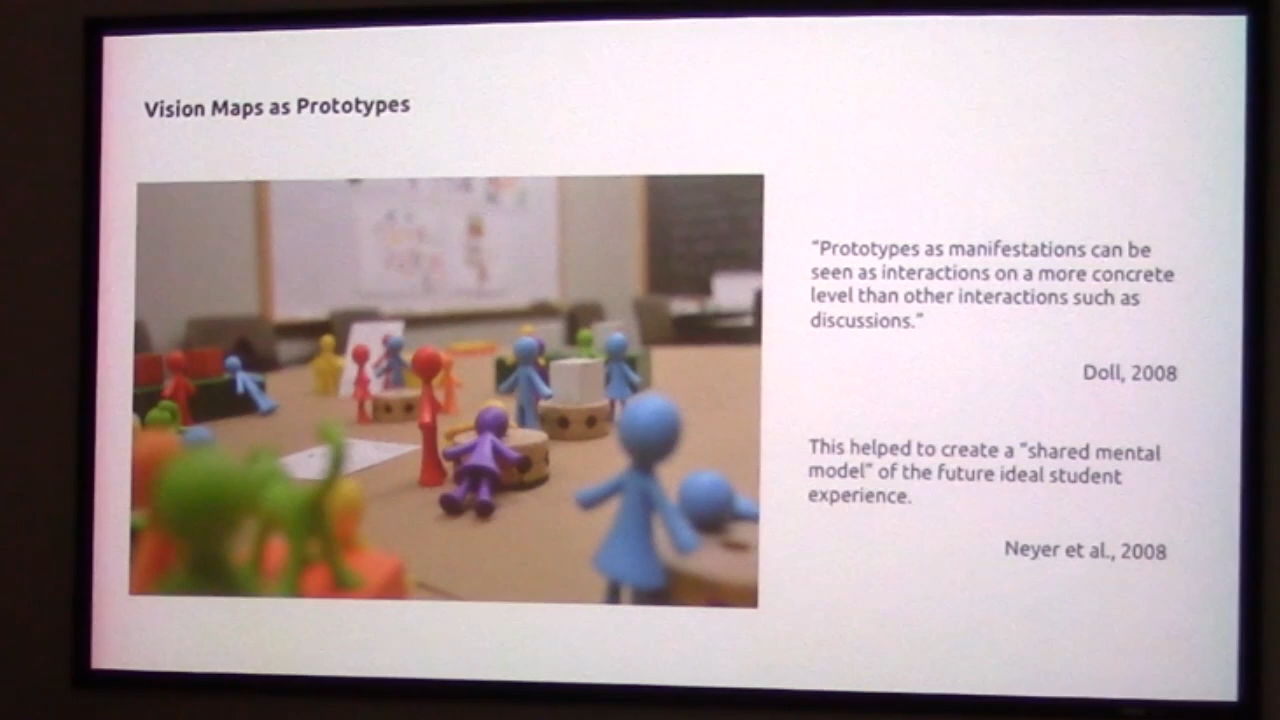 Vision Maps as Prototypes
“Prototypes as manifestations can be
seen as interactions on a more concrete
level than other interactions such as
discussions.”
Doll, 2008
This helped to create a “shared mental
model” of the future ideal student
experience.
Neyer et al., 2008